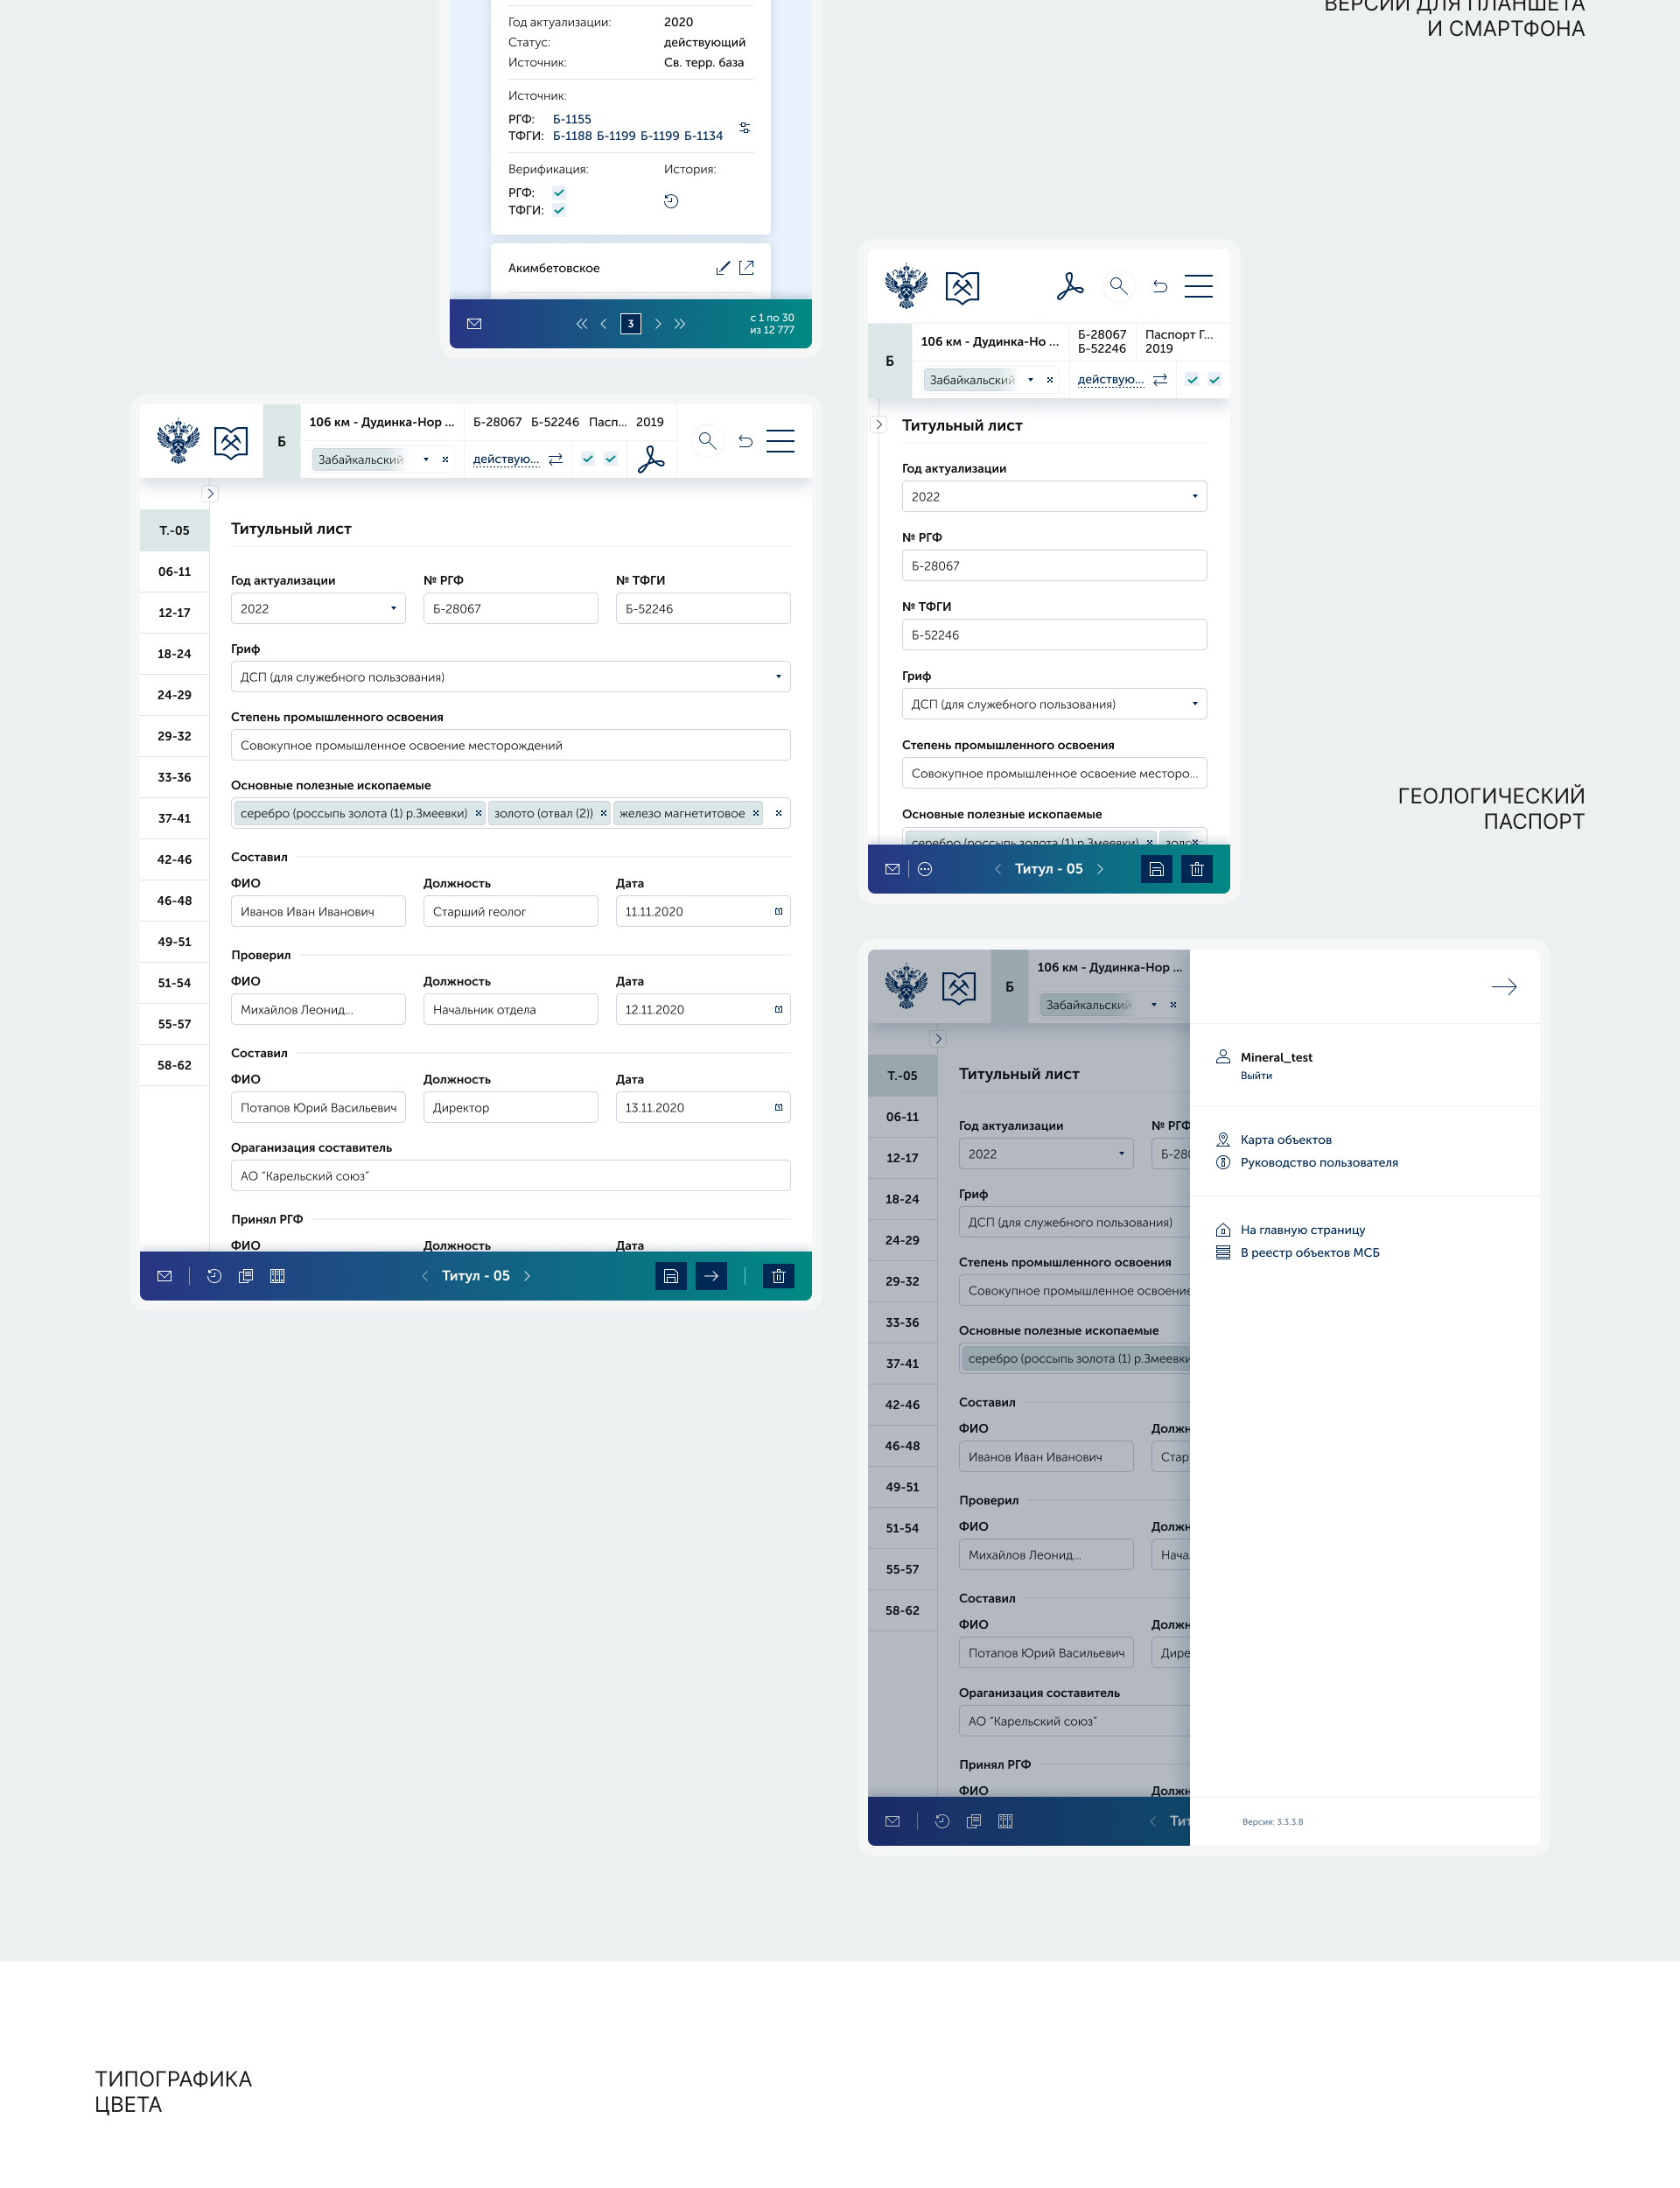 ВЕРСИИ ДЛЯ ПЛАНШЕТА
И СМАРТФОНА
Год актуализации: 2020
Статус: действующий
Источник: Св. терр. база
Источник:
РГФ: Б-1155
ТФГИ: Б-1188 Б-1199 Б-1199 Б-1134
Верификация: История:
РГФ:
ТФГИ:
Акимбетовское
3
с 1 по 30
из 12 777
Б
106 км - Дудинка-Но ...
Б-28067
Б-52246
Паспорт Г...
2019
Забайкальский
действую...
Титульный лист
Год актуализации
2022
№ РГФ
Б-28067
№ ТФГИ
Б-52246
Гриф
ДСП (для служебного пользования)
Степень промышленного освоения
Совокупное промышленное освоение месторо...
Основные полезные ископаемые
серебро (россыпь золота (1) р.Змеевки) золо
Титул - 05
Б
106 км - Дудинка-Нор ...
Б-28067 Б-52246 Пасп... 2019
Забайкальский
действую...
Т.-05
06-11
12-17
18-24
24-29
29-32
33-36
37-41
42-46
46-48
49-51
51-54
55-57
58-62
Титульный лист
Год актуализации № РГФ № ТФГИ
2022 Б-28067 Б-52246
Гриф
ДСП (для служебного пользования)
Степень промышленного освоения
Совокупное промышленное освоение месторождений
Основные полезные ископаемые
серебро (россыпь золота (1) р.Змеевки) золото (отвал (2)) железо магнетитовое
Составил
ФИО Должность Дата
Иванов Иван Иванович Старший геолог 11.11.2020
Проверил
ФИО Должность Дата
Михайлов Леонид... Начальник отдела 12.11.2020
Составил
ФИО Должность Дата
Потапов Юрий Васильевич Директор 13.11.2020
Ораганизация составитель
АО “Карельский союз”
Принял РГФ
ФИО Должность Дата
Титул - 05
ГЕОЛОГИЧЕСКИЙ
ПАСПОРТ
Б
106 км - Дудинка-Нор ...
Забайкальский
Т.-05
06-11
12-17
18-24
24-29
29-32
33-36
37-41
42-46
46-48
49-51
51-54
55-57
58-62
Титульный лист
Год актуализации № РГФ
2022 Б-280
Гриф
ДСП (для служебного пользования)
Степень промышленного освоения
Совокупное промышленное освоение
Основные полезные ископаемые
серебро (россыпь золота (1) р.Змеевки
Составил
ФИО Должн
Иванов Иван Иванович Стар
Проверил
ФИО Должн
Михайлов Леонид... Нача
Составил
ФИО Должн
Потапов Юрий Васильевич Дире
Ораганизация составитель
АО “Карельский союз”
Принял РГФ
ФИО Должн
Тит
Mineral_test
Выйти
Карта объектов
Руководство пользователя
На главную страницу
В реестр объектов МСБ
Версия: 3.3.3.8
ТИПОГРАФИКА
ЦВЕТА